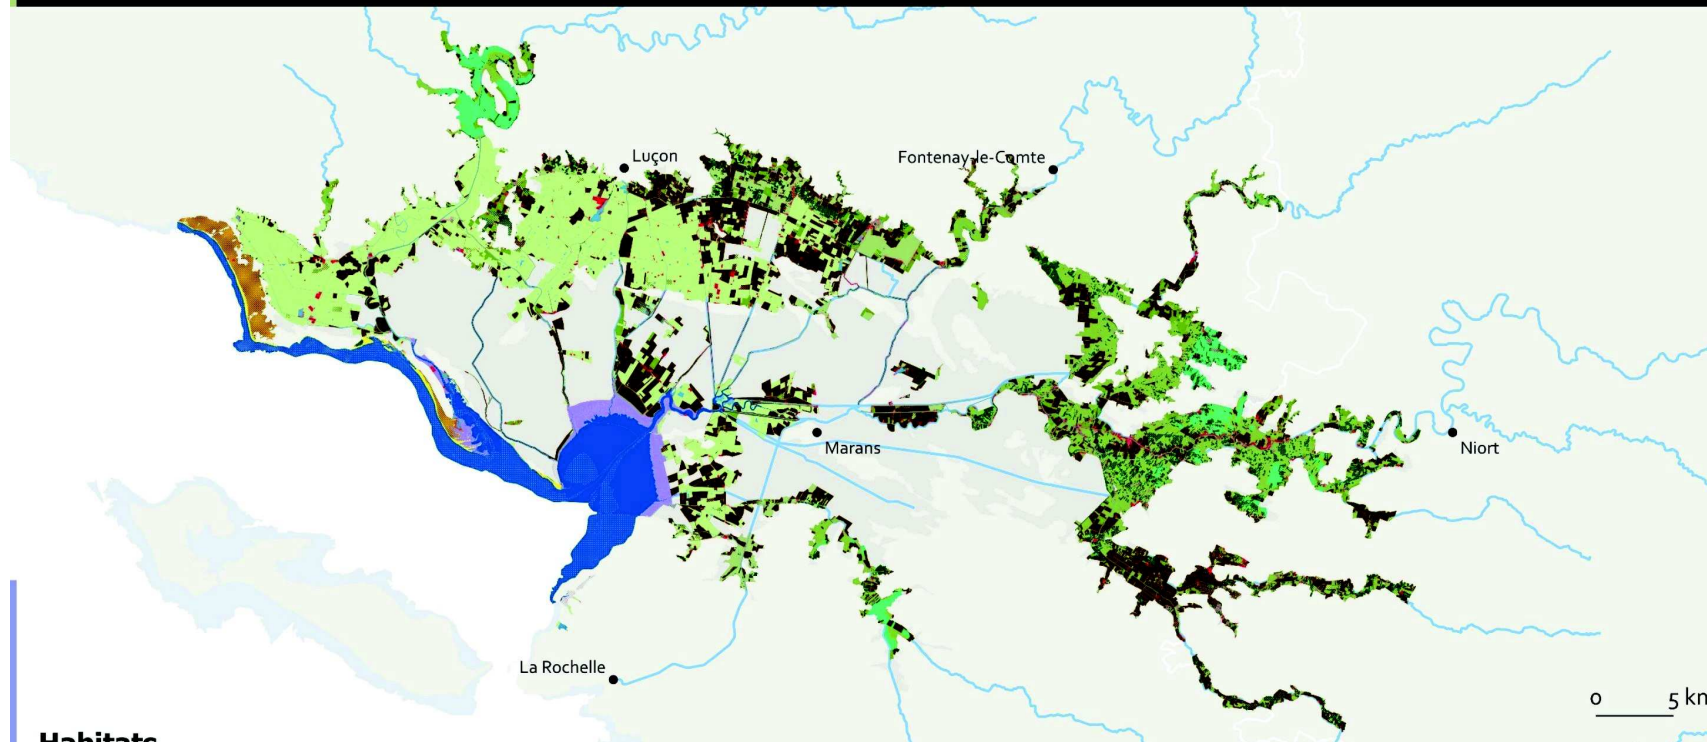 Luçon
Fontenay-le-Comte
Marans
Niort
La Rochelle
0 5 km
Habitats